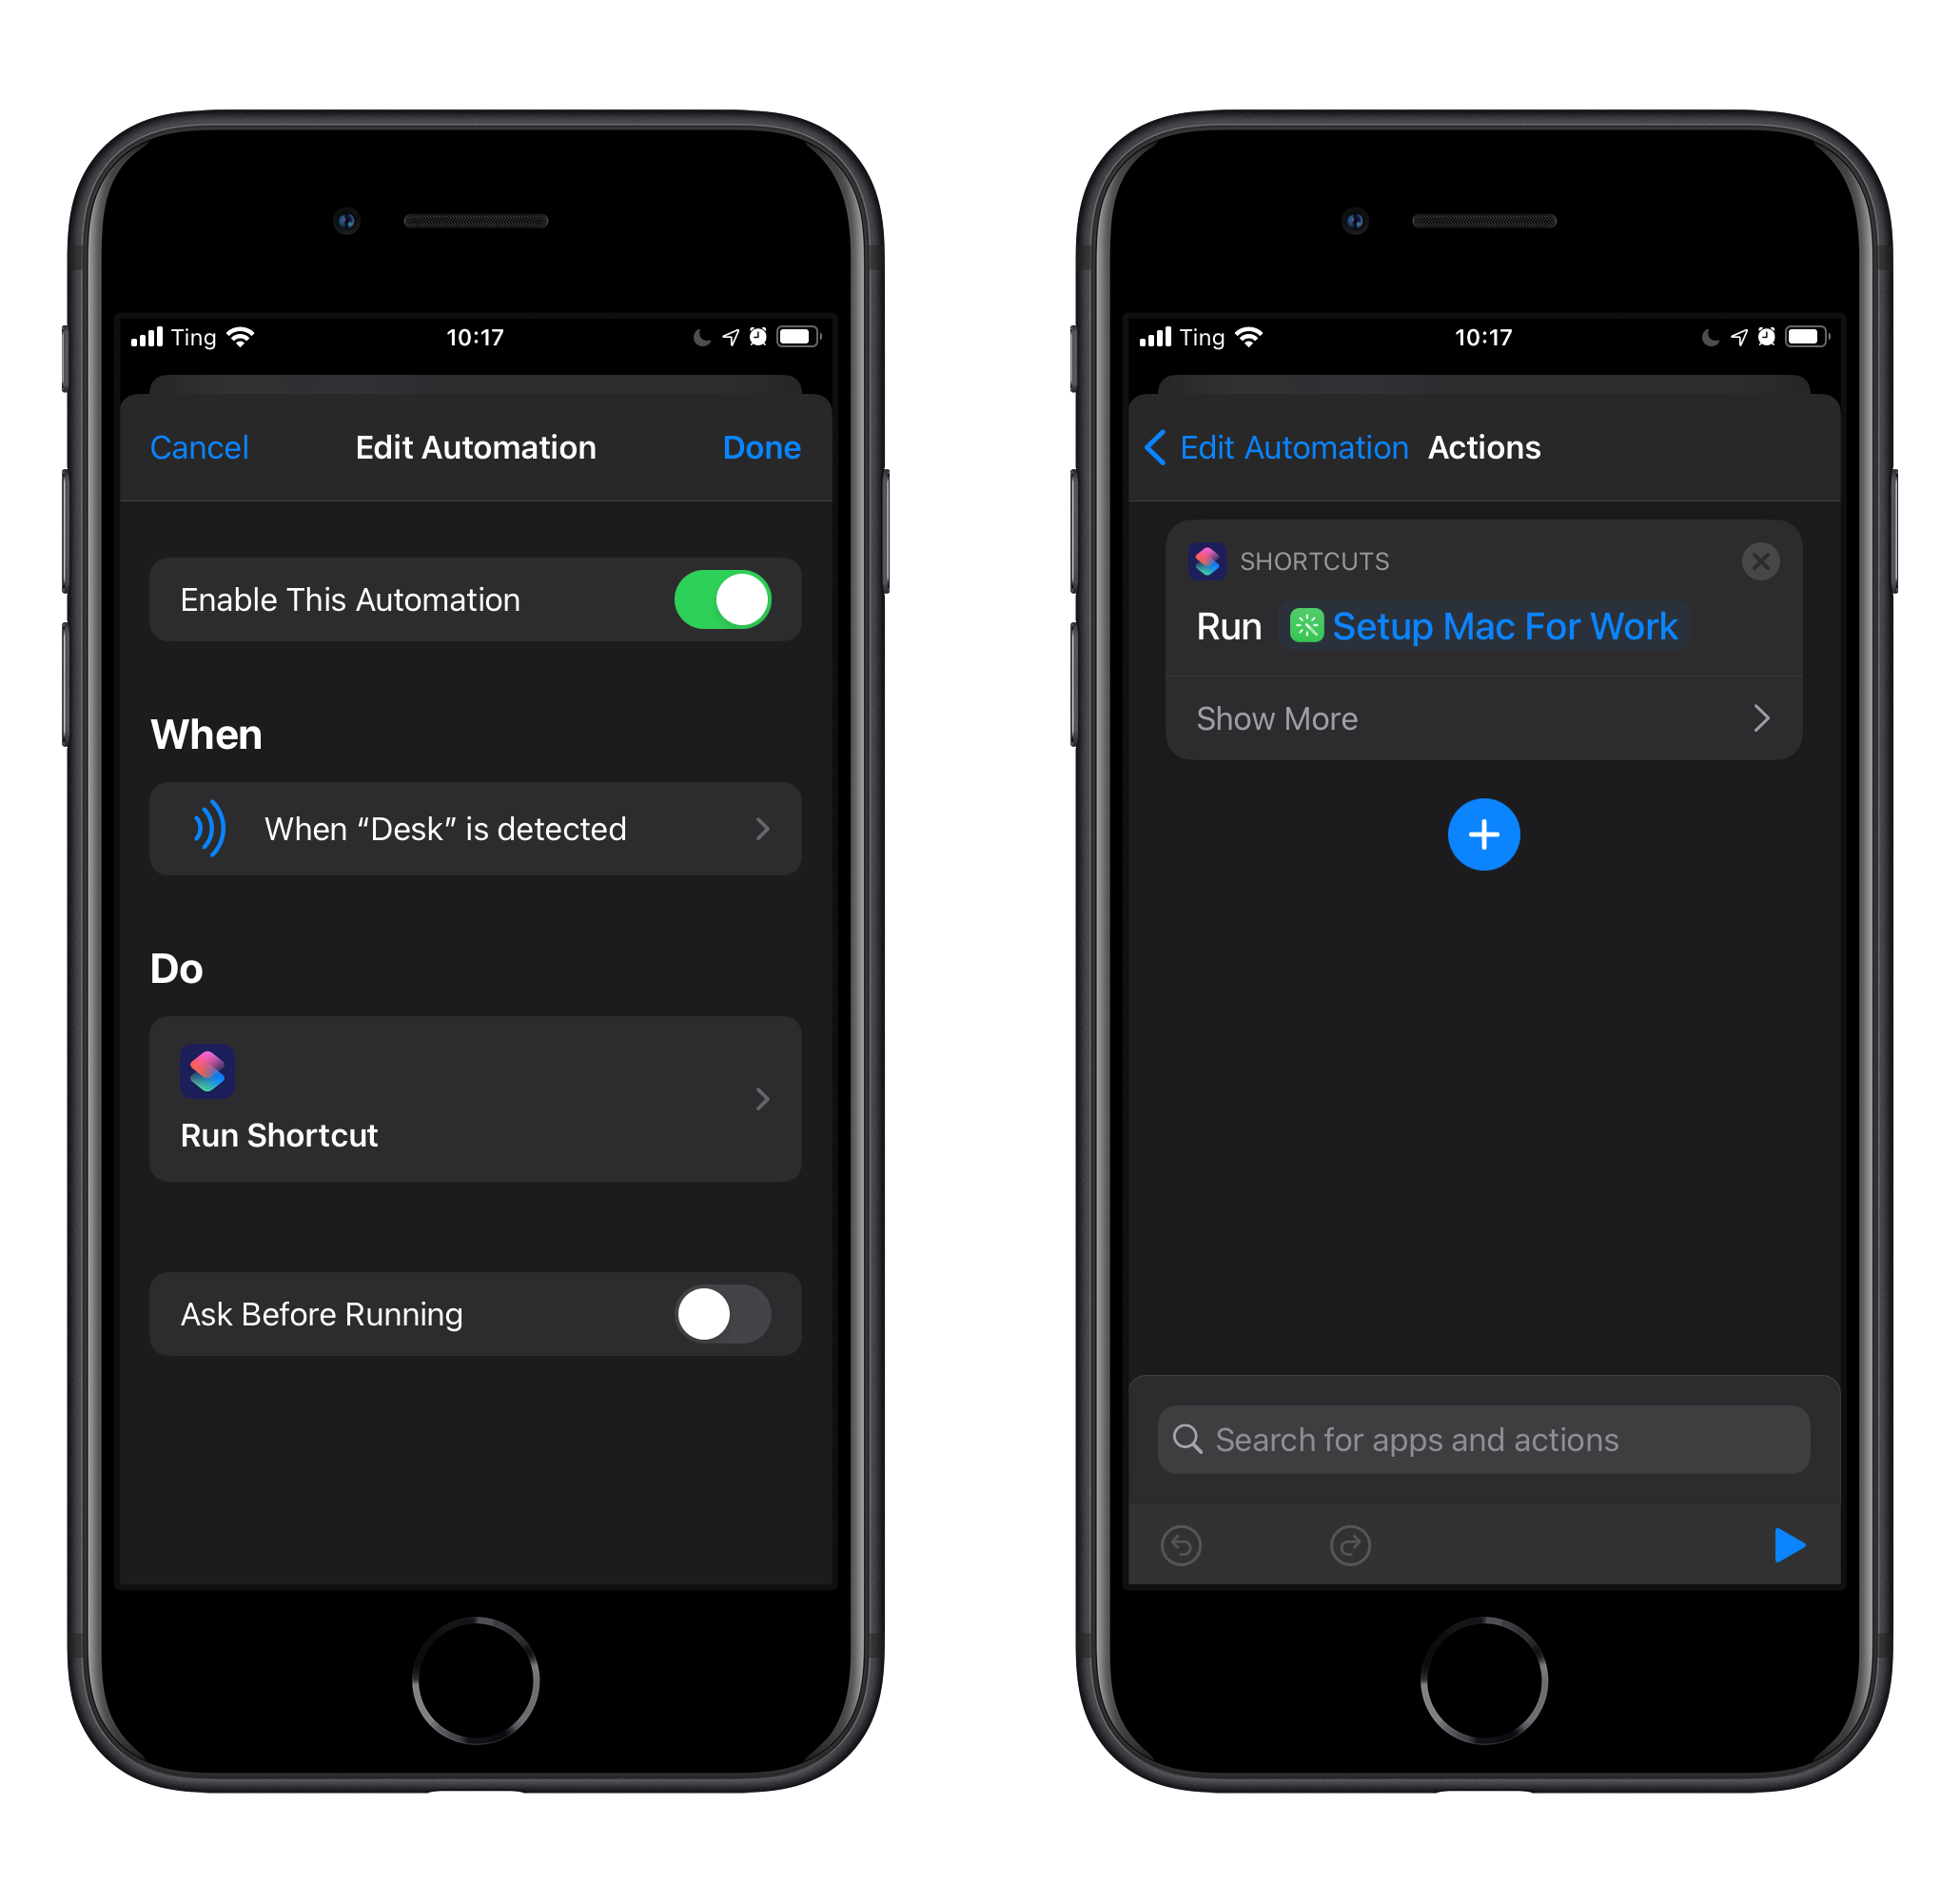 Ting 10:17
Cancel Edit Automation Done
Enable This Automation
When
When “Desk” is detected
Do
Run Shortcut
Ask Before Running
Ting 10:17
Edit Automation Actions
SHORTCUTS
Run Setup Mac For Work
Show More
Search for apps and actions